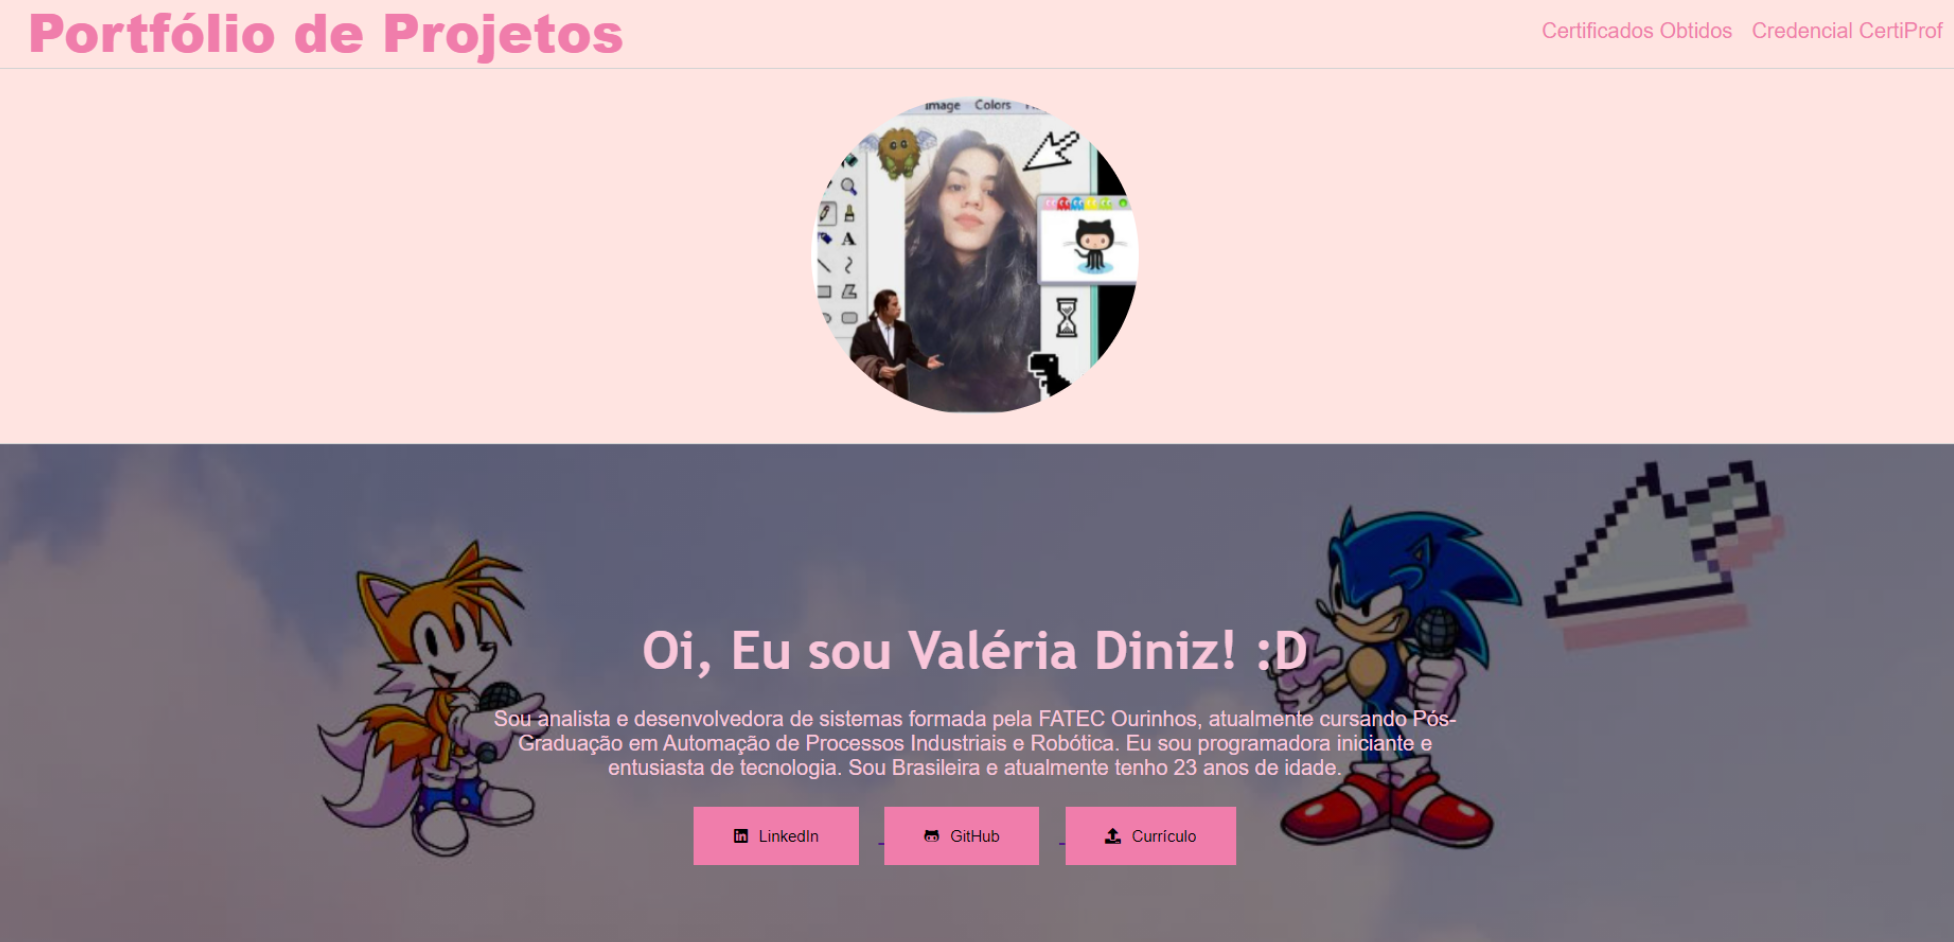 Portfólio de Projetos
Certificados Obtidos
Credencial CertiProf
Image
Colors
A
Oi, Eu sou Valéria Diniz! :D
Sou analista e desenvolvedora de sistemas formada pela FATEC Ourinhos, atualmente cursando Pós-
Graduação em Automação de Processos Industriais e Robótica. Eu sou programadora iniciante e
entusiasta de tecnologia. Sou Brasileira e atualmente tenho 23 anos de idade.
LinkedIn
GitHub
Currículo